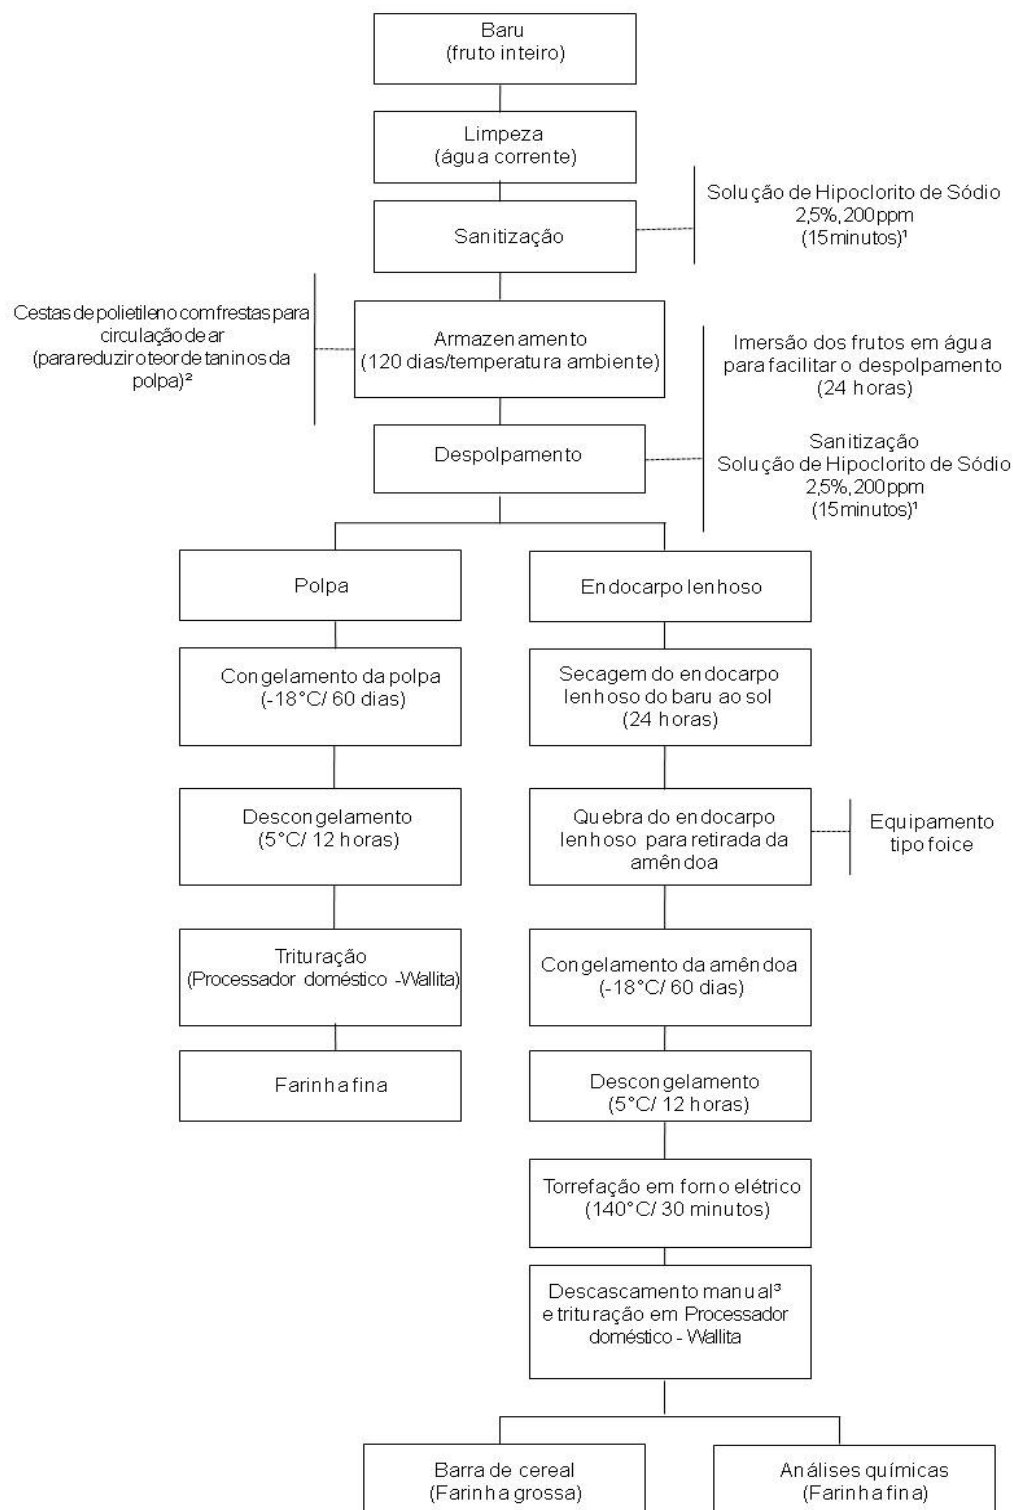 Baru
(fruto inteiro)
Limpeza
(água corrente)
Sanitização
Solução de Hipoclorito de Sódio
2,5%, 200ppm
(15minutos)¹
Cestas de polietileno com frestas para
circulação de ar
(para reduzir o teor de taninos da
polpa)²
Armazenamento
(120 dias/temperatura ambiente)
Despolpamento
Imersão dos frutos em água
para facilitar o despolpamento
(24 horas)
Sanitização
Solução de Hipoclorito de Sódio
2,5%, 200ppm
(15minutos)¹
Polpa
Congelamento da polpa
(-18°C/ 60 dias)
Descongelamento
(5°C/ 12 horas)
Trituração
(Processador doméstico -Wallita)
Farinha fina
Endocarpo lenhoso
Secagem do endocarpo
lenhoso do baru ao sol
(24 horas)
Quebra do endocarpo
lenhoso para retirada da
amêndoa
Equipamento
tipo foice
Congelamento da amêndoa
(-18°C/ 60 dias)
Descongelamento
(5°C/ 12 horas)
Torrefação em forno elétrico
(140°C/ 30 minutos)
Descascamento manual³
e trituração em Processador
doméstico - Wallita
Barra de cereal
(Farinha grossa)
Análises químicas
(Farinha fina)